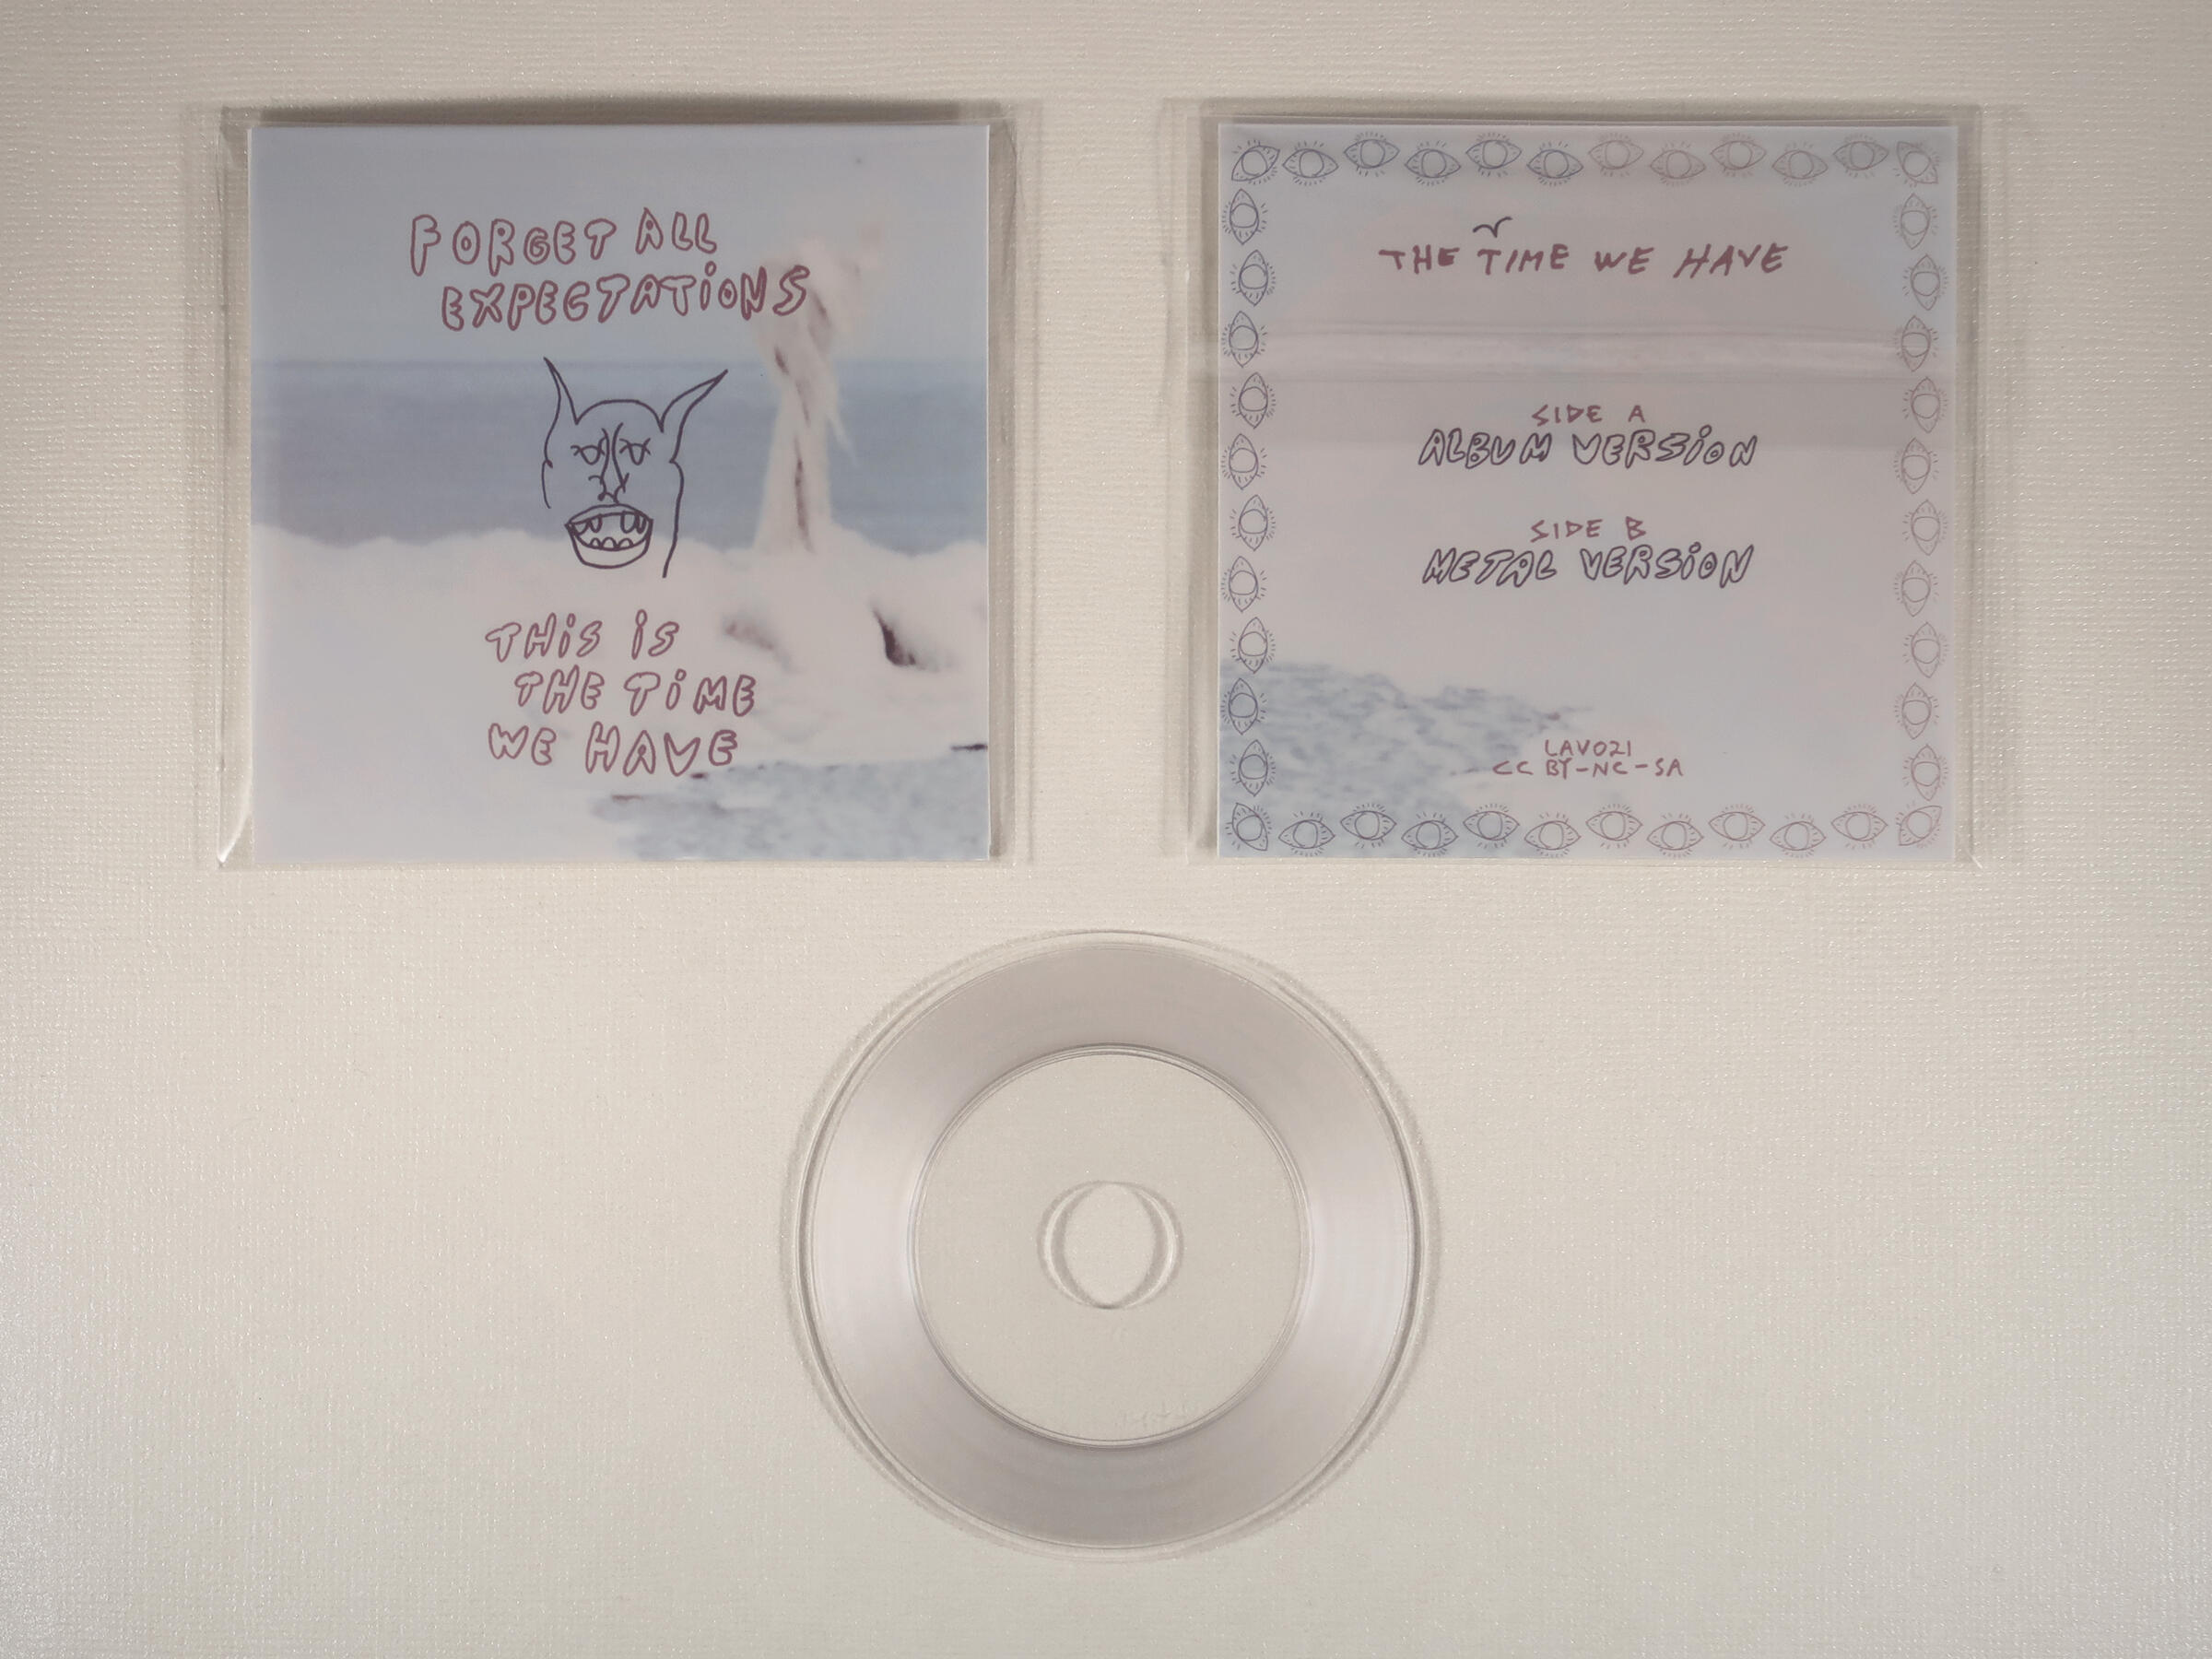 FORGET ALL
EXPECTATIONS
THIS IS
THE TIME
WE HAVE
THE TIME WE HAVE
SIDE A
ALBUM VERSION
SIDE B
METAL VERSION
LAV021
CC BY-NC-SA